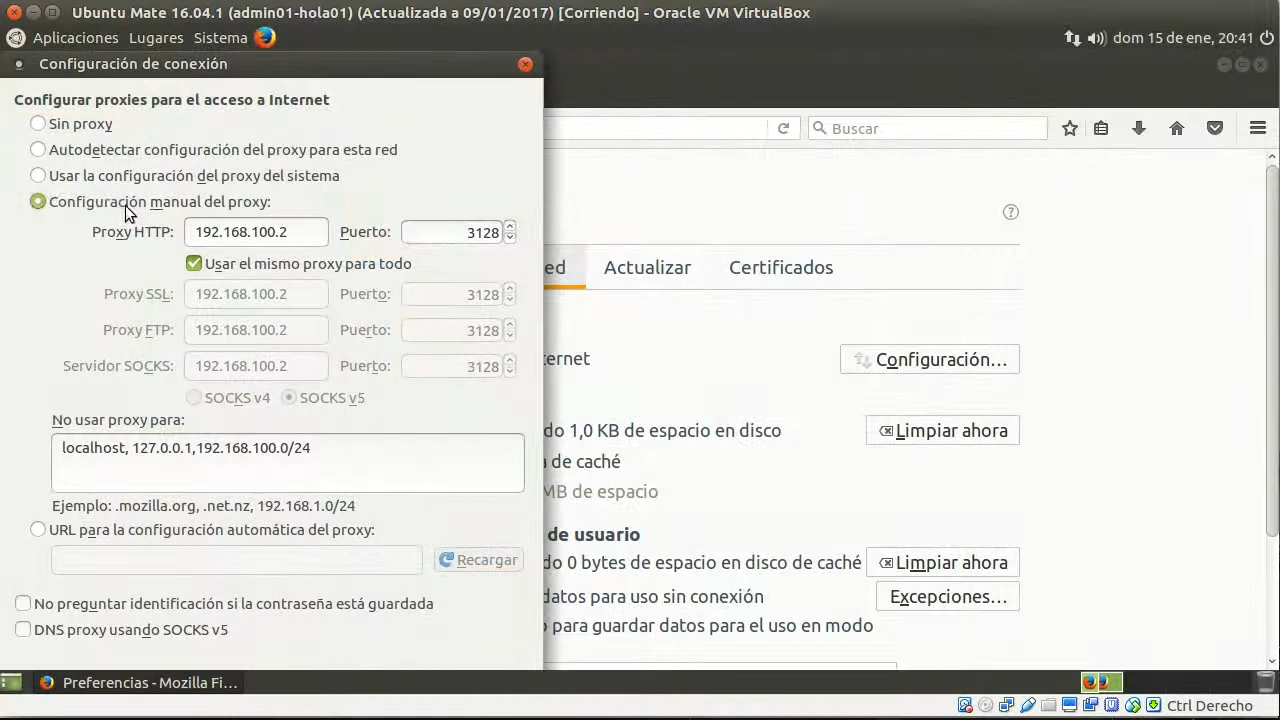 Ubuntu Mate 16.04.1 (admin01-hola01) (Actualizada a 09/01/2017) [Corriendo] - Oracle VM VirtualBox
Aplicaciones Lugares Sistema
dom 15 de ene, 20:41
Configuración de conexión
Configurar proxies para el acceso a Internet
Sin proxy
Autodetectar configuración del proxy para esta red
Usar la configuración del proxy del sistema
Configuración manual del proxy:
Proxy HTTP: 192.168.100.2 Puerto: 3128
Usar el mismo proxy para todo
Proxy SSL: 192.168.100.2 Puerto: 3128
Proxy FTP: 192.168.100.2 Puerto: 3128
Servidor SOCKS: 192.168.100.2 Puerto: 3128
SOCKS v4 SOCKS v5
No usar proxy para:
localhost, 127.0.0.1,192.168.100.0/24
Ejemplo: .mozilla.org, .net.nz, 192.168.1.0/24
URL para la configuración automática del proxy:
Recargar
No preguntar identificación si la contraseña está guardada
DNS proxy usando SOCKS v5
Buscar
ed Actualizar Certificados
ternet
Configuración...
do 1,0 KB de espacio en disco
Limpiar ahora
a de caché
MB de espacio
de usuario
do 0 bytes de espacio en disco de caché
Limpiar ahora
datos para uso sin conexión
Excepciones...
o para guardar datos para el uso en modo
Preferencias - Mozilla Fi...
Ctrl Derecho